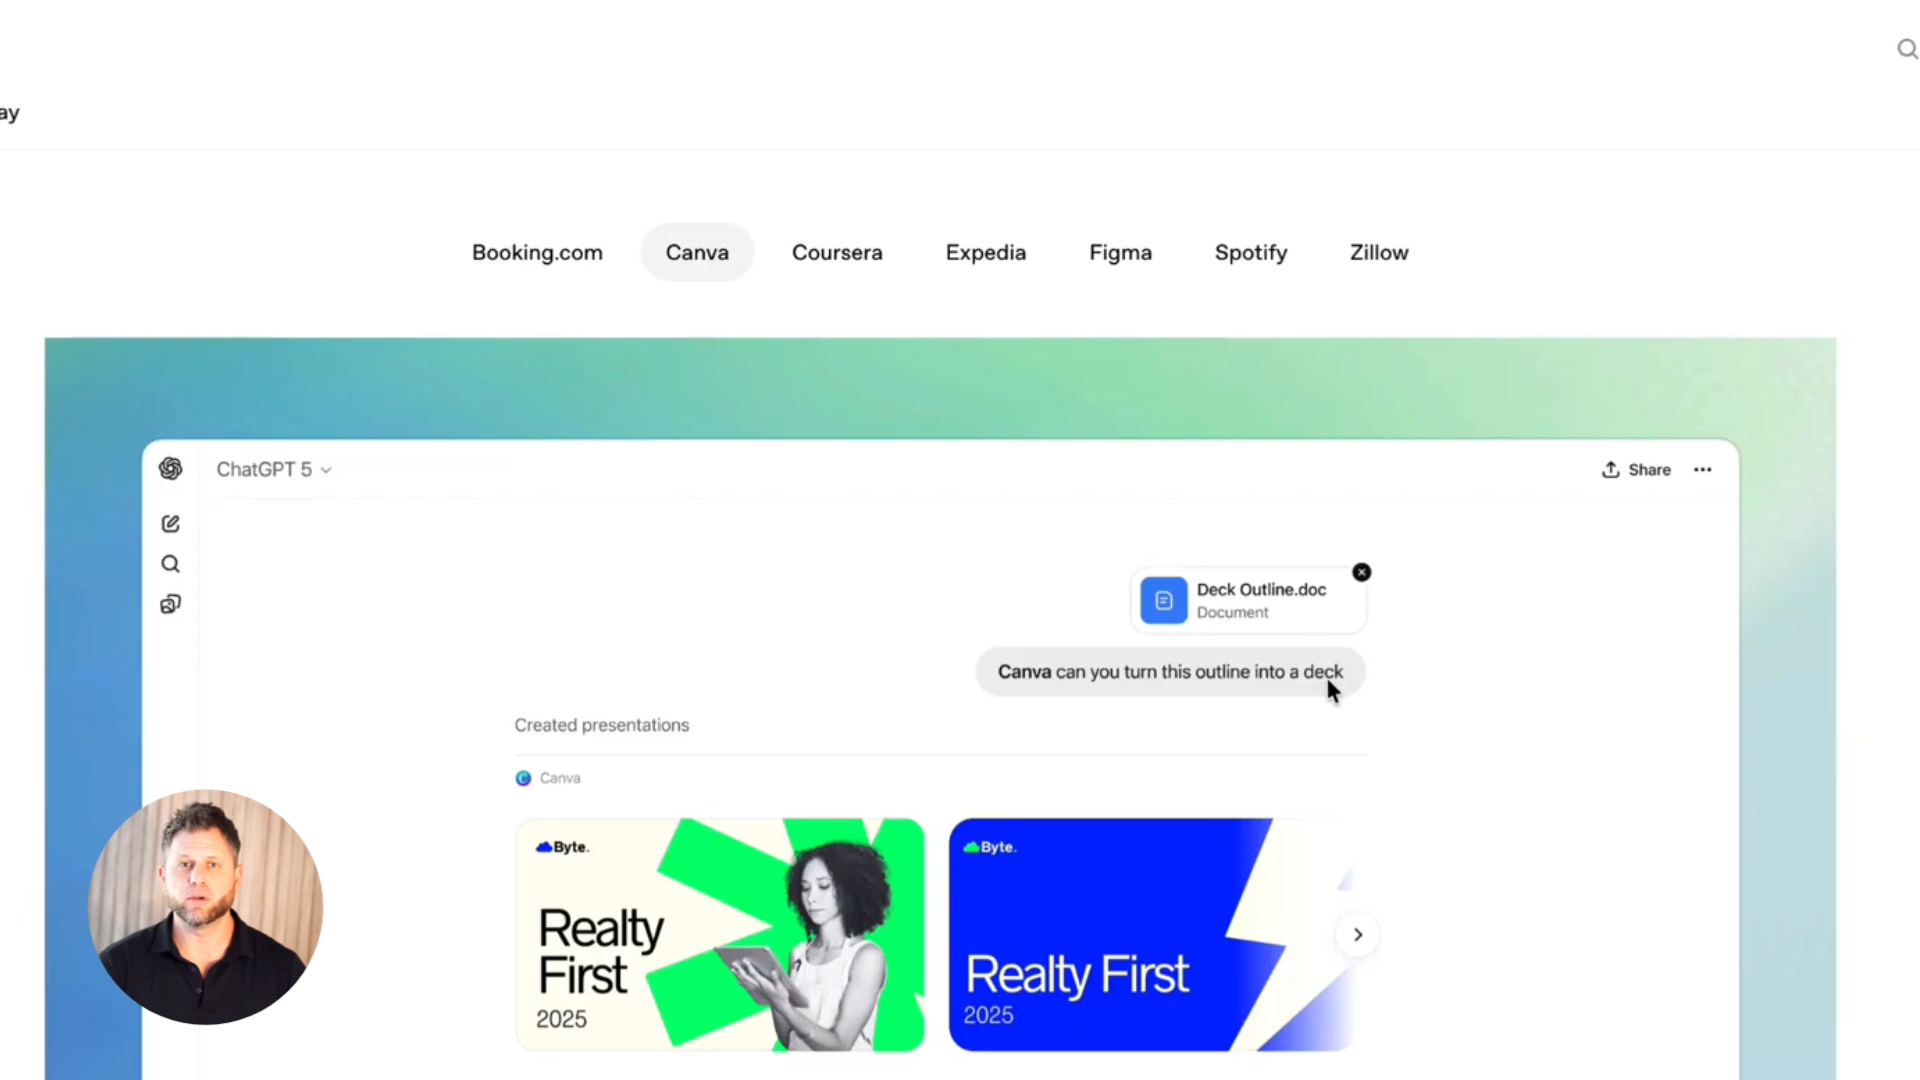 ay
Booking.com Canva Coursera Expedia Figma Spotify Zillow
ChatGPT 5
Share
Deck Outline.doc
Document
Canva can you turn this outline into a deck
Created presentations
Canva
Byte.
Realty
First
2025
Byte.
Realty First
2025